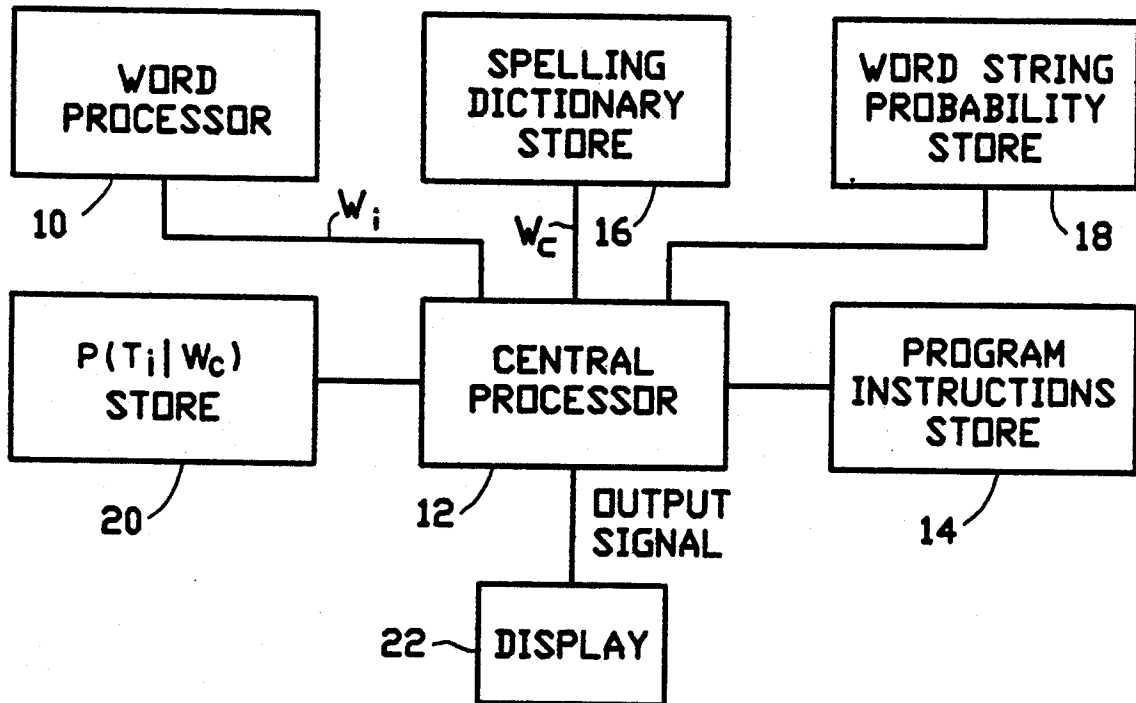 WORD
PROCESSOR
10
SPELLING
DICTIONARY
STORE
16
WORD STRING
PROBABILITY
STORE
18
Wi
Wc
P(Ti|Wc)
STORE
20
CENTRAL
PROCESSOR
12
PROGRAM
INSTRUCTIONS
STORE
14
OUTPUT
SIGNAL
22
DISPLAY